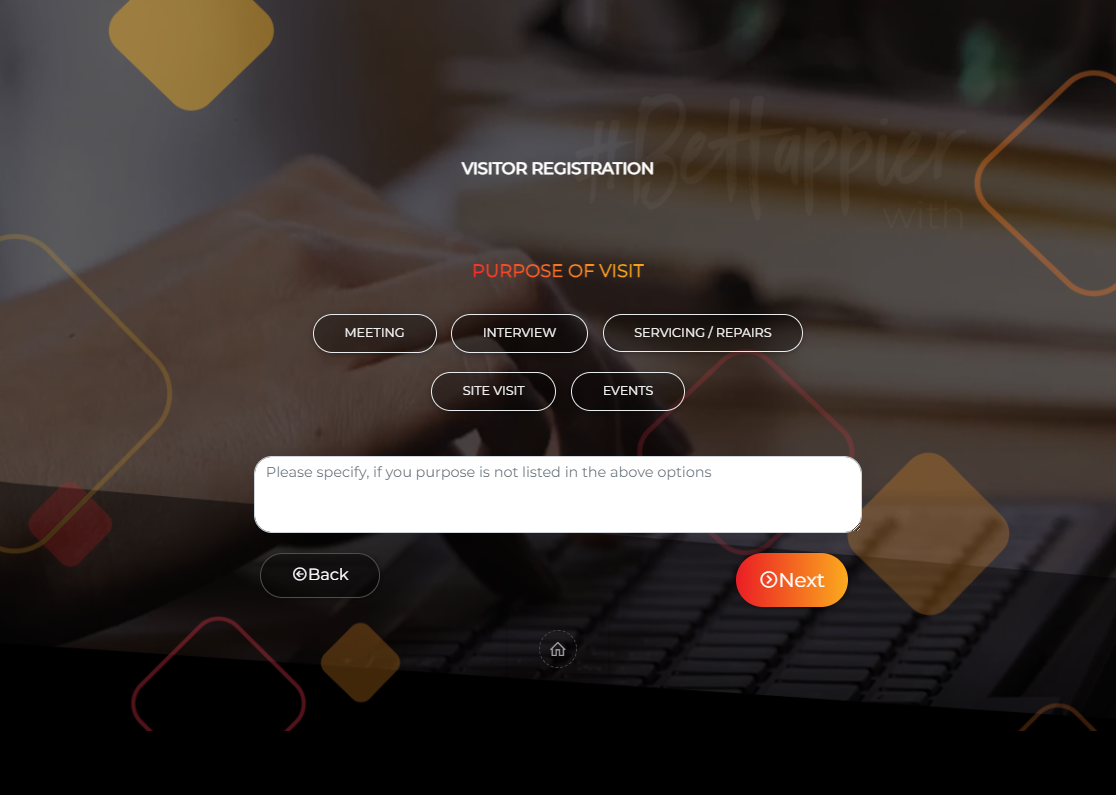 #BeHappier
with
VISITOR REGISTRATION
PURPOSE OF VISIT
MEETING
INTERVIEW
SERVICING / REPAIRS
SITE VISIT
EVENTS
Please specify, if you purpose is not listed in the above options
Back
Next